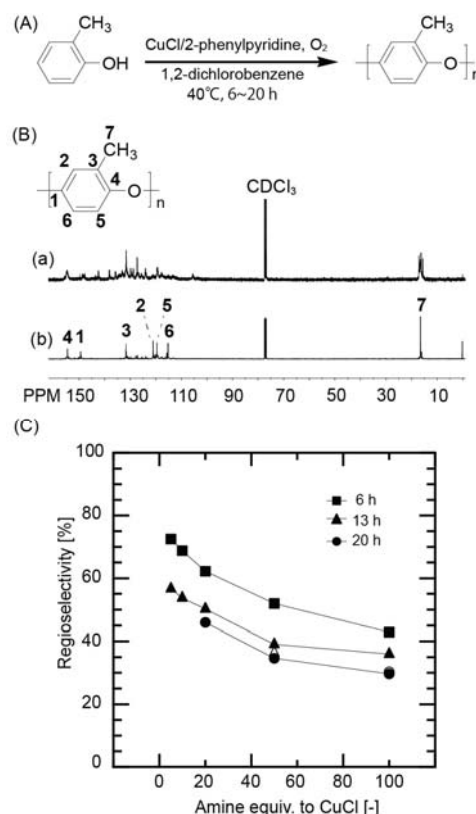 (A)
CH₃
OH
CuCl/2-phenylpyridine, O₂
1,2-dichlorobenzene
40℃, 6~20 h
CH₃
O
n
(B)
7
CH₃
2
3
4
O
n
1
6
5
CDCl₃
(a)
(b)
4 1
3
2
5
6
7
PPM 150 130 110 90 70 50 30 10
(C)
100
80
60
40
20
0
Regioselectivity [%]
6 h
13 h
20 h
0 20 40 60 80 100
Amine equiv. to CuCl [-]